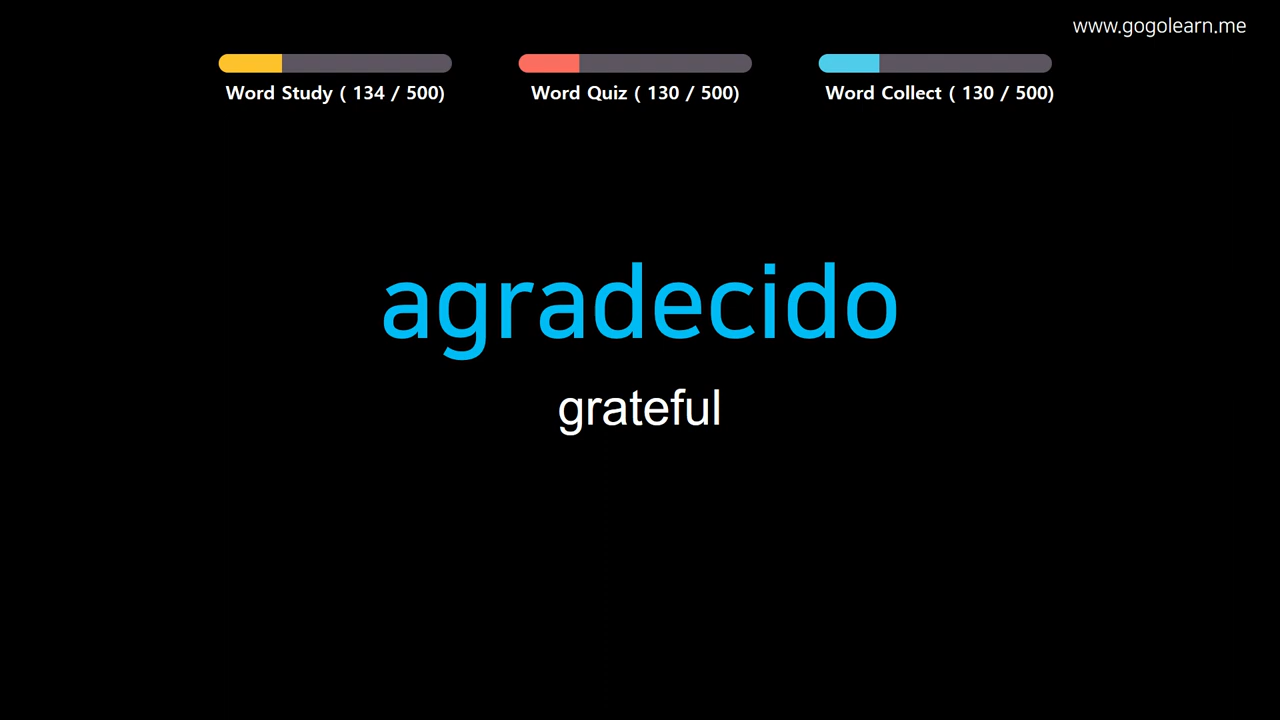 www.gogolearn.me
Word Study ( 134 / 500)
Word Quiz ( 130 / 500)
Word Collect ( 130 / 500)
agradecido
grateful